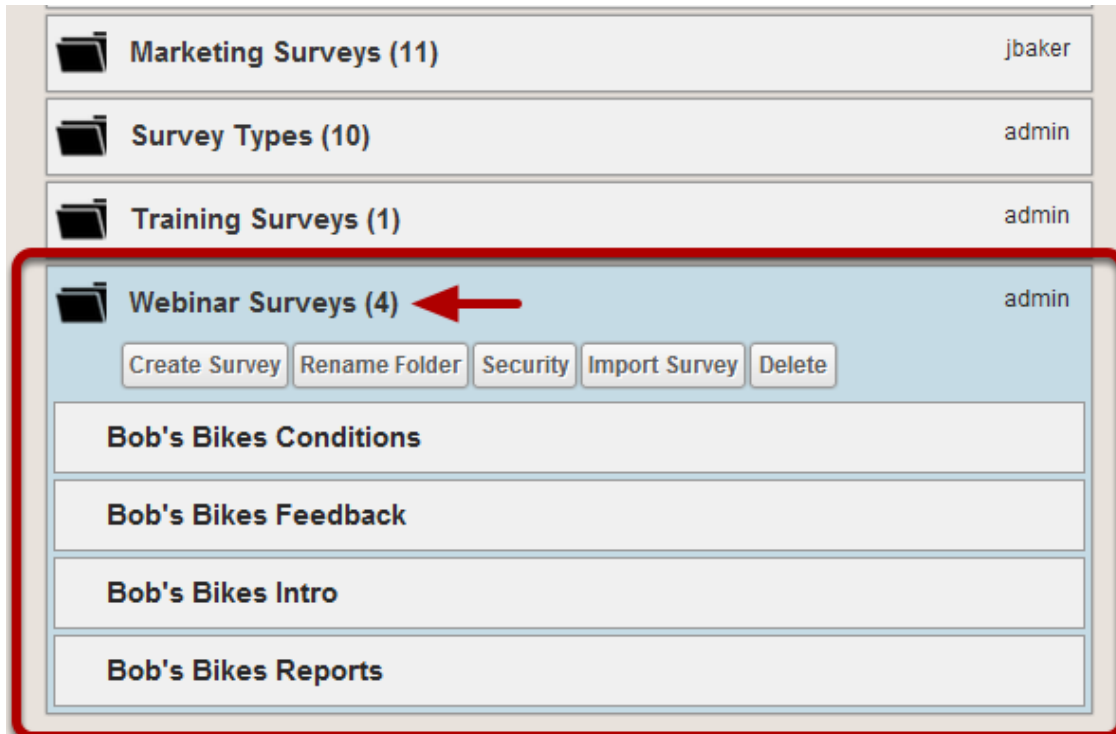 Marketing Surveys (11) jbaker
Survey Types (10) admin
Training Surveys (1) admin
Webinar Surveys (4) admin
Create Survey Rename Folder Security Import Survey Delete
Bob's Bikes Conditions
Bob's Bikes Feedback
Bob's Bikes Intro
Bob's Bikes Reports